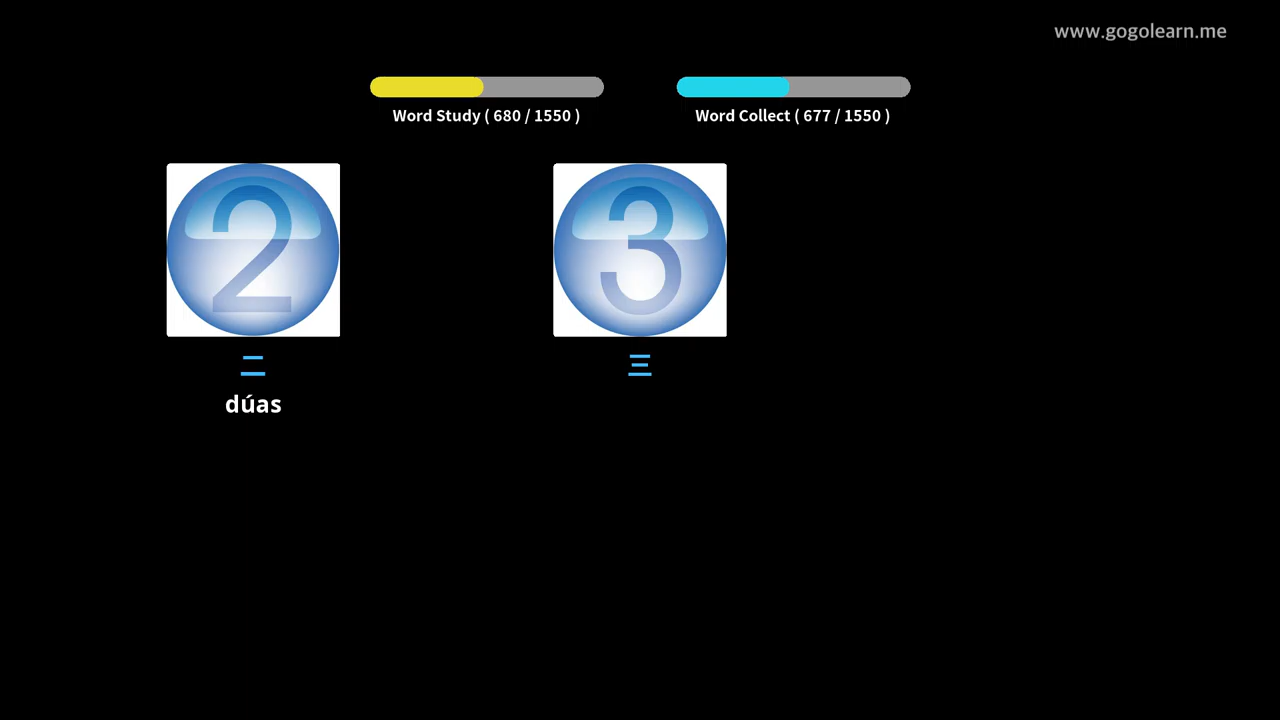 www.gogolearn.me
Word Study ( 680 / 1550 )
Word Collect ( 677 / 1550 )
2
3
二
三
dúas